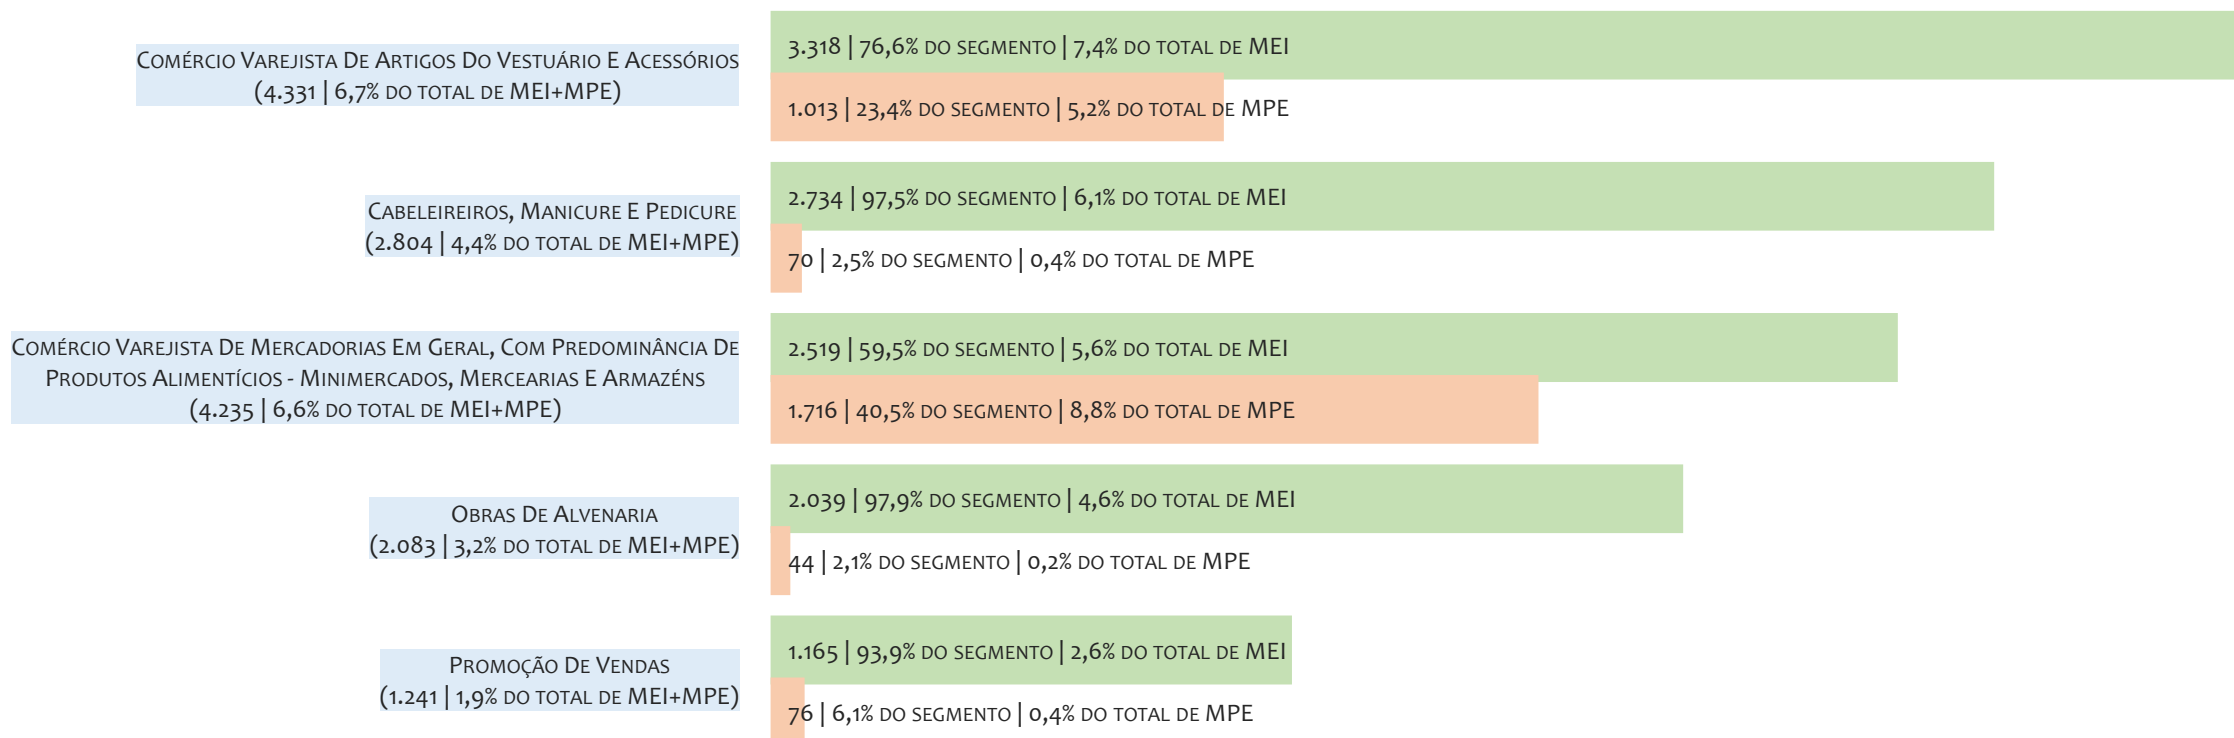 Comércio Varejista De Artigos Do Vestuário E Acessórios
(4.331 | 6,7% do total de MEI+MPE)
3.318 | 76,6% do segmento | 7,4% do total de MEI
1.013 | 23,4% do segmento | 5,2% do total de MPE
Cabeleireiros, Manicure E Pedicure
(2.804 | 4,4% do total de MEI+MPE)
2.734 | 97,5% do segmento | 6,1% do total de MEI
70 | 2,5% do segmento | 0,4% do total de MPE
Comércio Varejista De Mercadorias Em Geral, Com Predominância De
Produtos Alimentícios - Minimercados, Mercearias E Armazéns
(4.235 | 6,6% do total de MEI+MPE)
2.519 | 59,5% do segmento | 5,6% do total de MEI
1.716 | 40,5% do segmento | 8,8% do total de MPE
Obras De Alvenaria
(2.083 | 3,2% do total de MEI+MPE)
2.039 | 97,9% do segmento | 4,6% do total de MEI
44 | 2,1% do segmento | 0,2% do total de MPE
Promoção De Vendas
(1.241 | 1,9% do total de MEI+MPE)
1.165 | 93,9% do segmento | 2,6% do total de MEI
76 | 6,1% do segmento | 0,4% do total de MPE